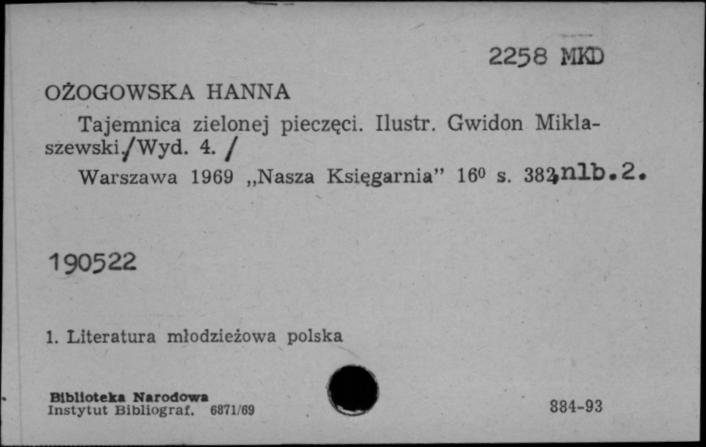 2258 MKD
OŻOGOWSKA HANNA
Tajemnica zielonej pieczęci. Ilustr. Gwidon Mikla-
szewski./Wyd. 4. /
Warszawa 1969 „Nasza Księgarnia” 16⁰ s. 382,nlb.2.
190522
1. Literatura młodzieżowa polska
Biblioteka Narodowa
Instytut Bibliograf. 6871/69
884-93